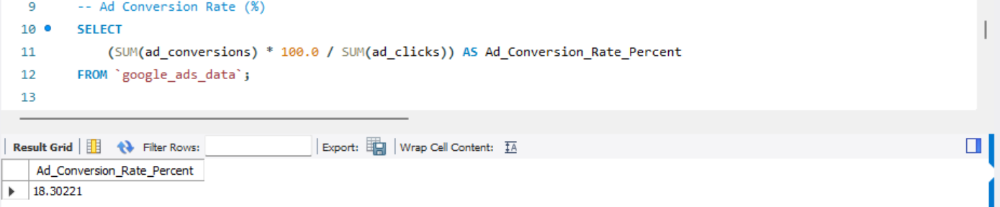 9 -- Ad Conversion Rate (%)
10 SELECT
11 (SUM(ad_conversions) * 100.0 / SUM(ad_clicks)) AS Ad_Conversion_Rate_Percent
12 FROM `google_ads_data`;
13
Result Grid Filter Rows: Export: Wrap Cell Content: IA
Ad_Conversion_Rate_Percent
18.30221